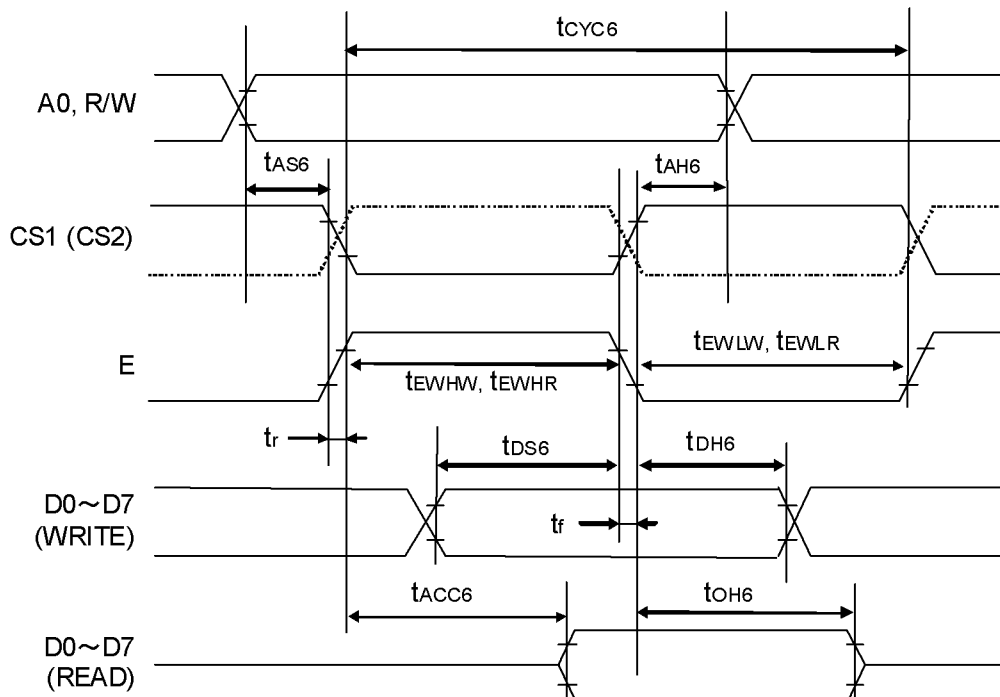 tCYC6
A0, R/W
tAS6
tAH6
CS1 (CS2)
E
tEWHW, tEWHR
tEWLW, tEWLR
tr
tDS6
tDH6
D0～D7
(WRITE)
tf
tACC6
tOH6
D0～D7
(READ)